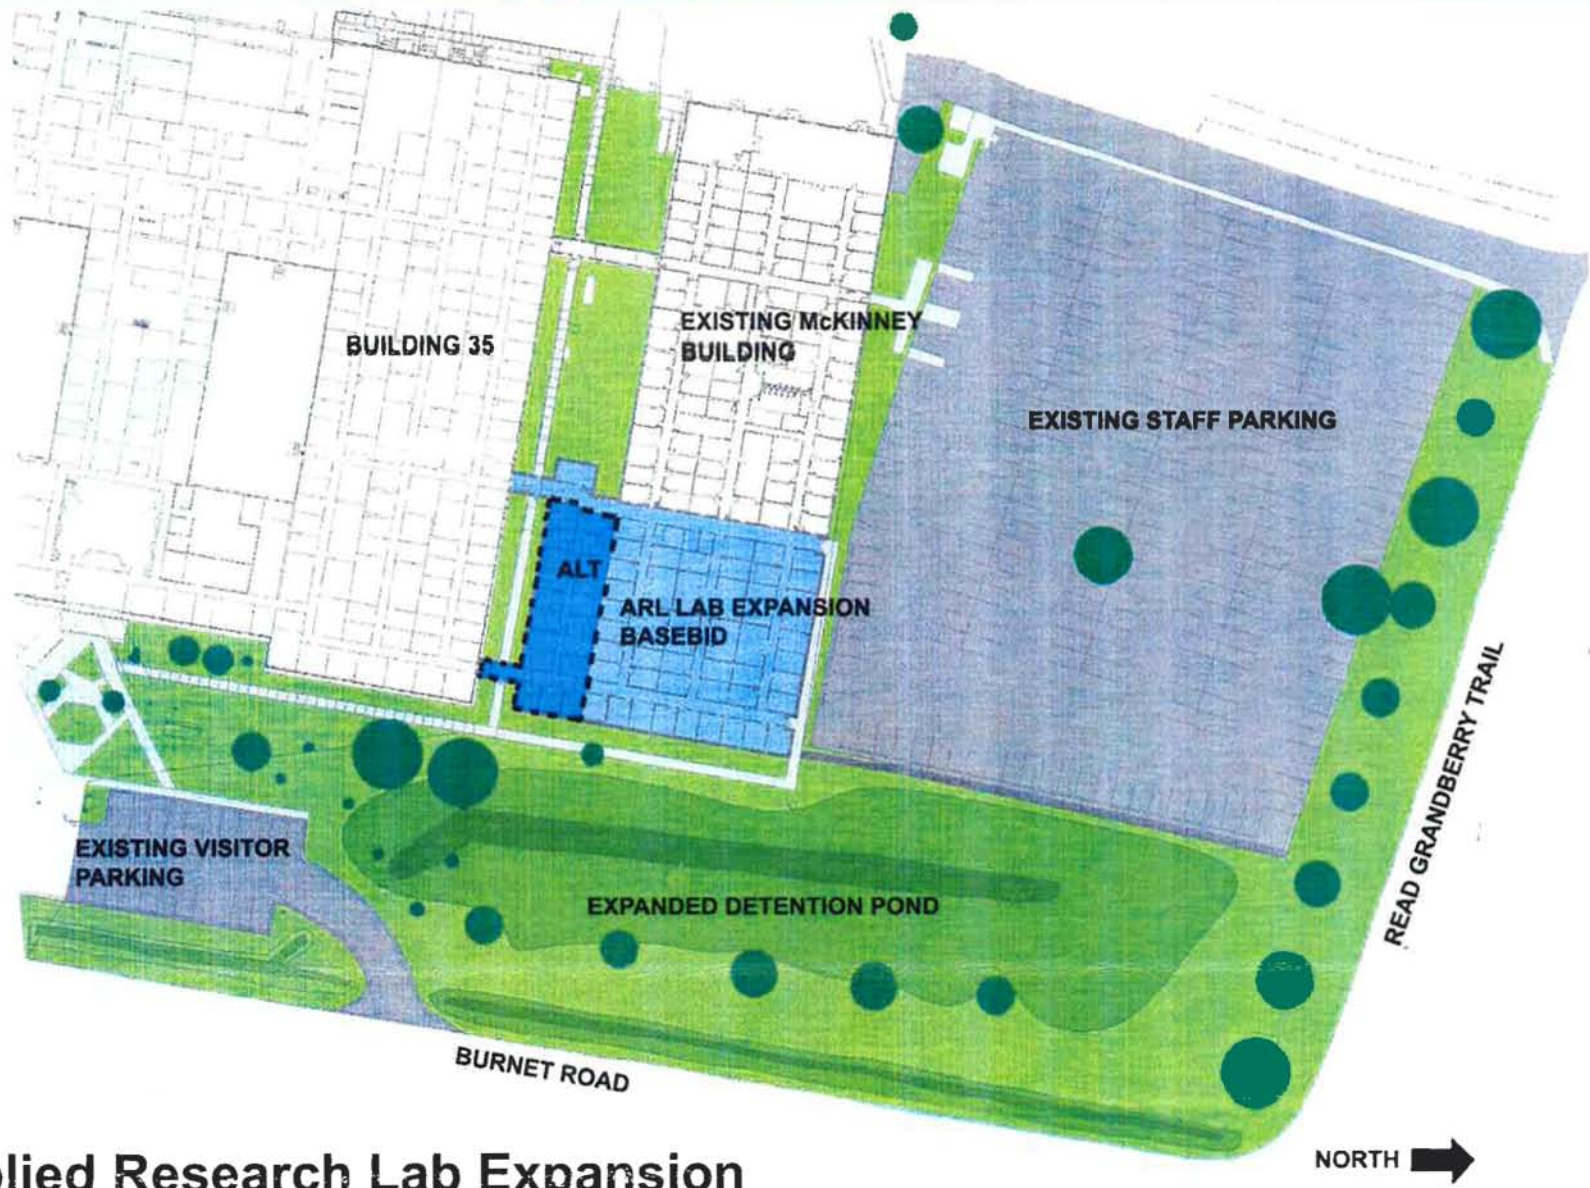 BUILDING 35
EXISTING McKINNEY
BUILDING
EXISTING STAFF PARKING
ALT
ARL LAB EXPANSION
BASEBID
READ GRANDBERRY TRAIL
EXISTING VISITOR
PARKING
EXPANDED DETENTION POND
BURNET ROAD
NORTH
plied Research Lab Expansion